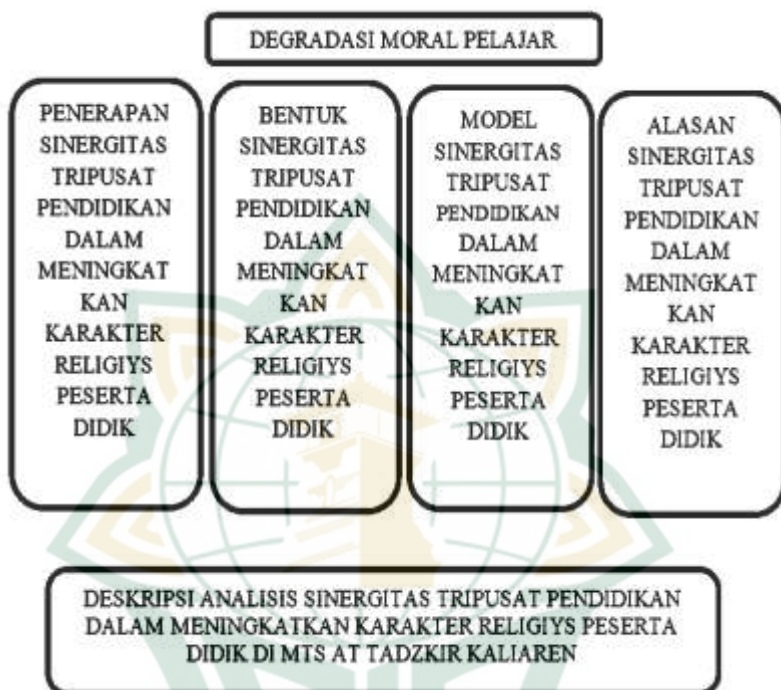 DEGRADASI MORAL PELAJAR
PENERAPAN
SINERGITAS
TRIPUSAT
PENDIDIKAN
DALAM
MENINGKAT
KAN
KARAKTER
RELIGIYS
PESERTA
DIDIK
BENTUK
SINERGITAS
TRIPUSAT
PENDIDIKAN
DALAM
MENINGKAT
KAN
KARAKTER
RELIGIYS
PESERTA
DIDIK
MODEL
SINERGITAS
TRIPUSAT
PENDIDIKAN
DALAM
MENINGKAT
KAN
KARAKTER
RELIGIYS
PESERTA
DIDIK
ALASAN
SINERGITAS
TRIPUSAT
PENDIDIKAN
DALAM
MENINGKAT
KAN
KARAKTER
RELIGIYS
PESERTA
DIDIK
DESKRIPSI ANALISIS SINERGITAS TRIPUSAT PENDIDIKAN
DALAM MENINGKATKAN KARAKTER RELIGIYS PESERTA
DIDIK DI MTS AT TADZKIR KALIAREN